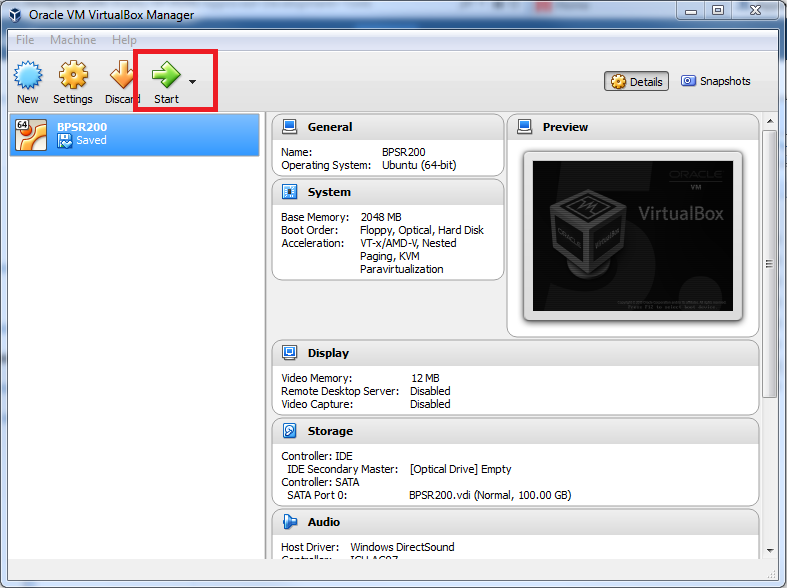 Oracle VM VirtualBox Manager
File Machine Help
New Settings Discard Start
Details Snapshots
64
BPSR200
Saved
General
Name: BPSR200
Operating System: Ubuntu (64-bit)
System
Base Memory: 2048 MB
Boot Order: Floppy, Optical, Hard Disk
Acceleration: VT-x/AMD-V, Nested
Paging, KVM
Paravirtualization
Preview
ORACLE
VM
VirtualBox
ORACLE
VirtualBox
Display
Video Memory: 12 MB
Remote Desktop Server: Disabled
Video Capture: Disabled
Storage
Controller: IDE
IDE Secondary Master: [Optical Drive] Empty
Controller: SATA
SATA Port 0: BPSR200.vdi (Normal, 100.00 GB)
Audio
Host Driver: Windows DirectSound